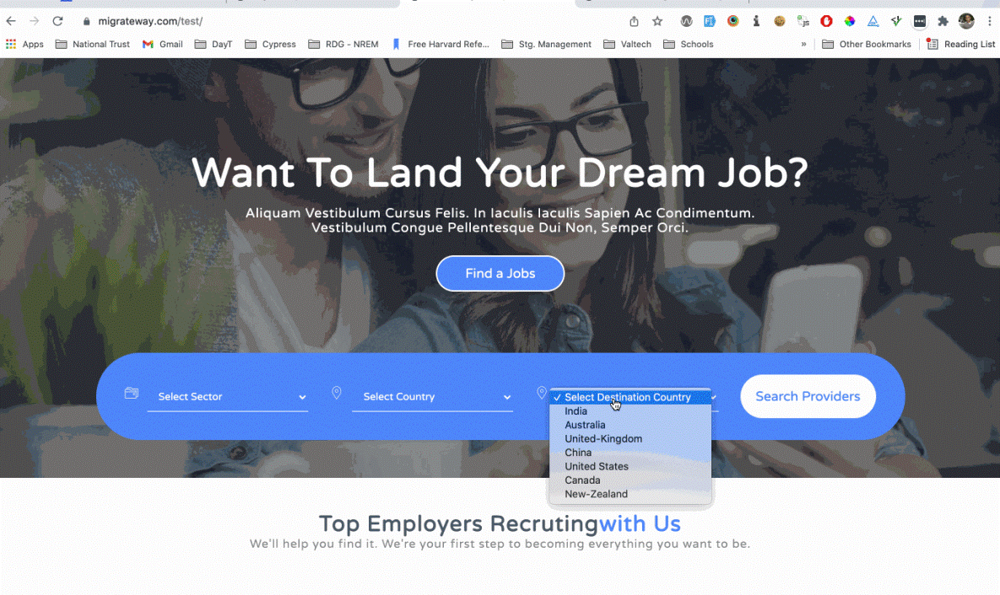 migrateway.com/test/
Apps National Trust Gmail DayT Cypress RDG - NREM Free Harvard Refe... Stg. Management Valtech Schools » Other Bookmarks Reading List
Want To Land Your Dream Job?
Aliquam Vestibulum Cursus Felis. In Iaculis Iaculis Sapien Ac Condimentum.
Vestibulum Congue Pellentesque Dui Non, Semper Orci.
Find a Jobs
Select Sector Select Country ✓ Select Destination Country Search Providers
India
Australia
United-Kingdom
China
United States
Canada
New-Zealand
Top Employers Recrutingwith Us
We'll help you find it. We're your first step to becoming everything you want to be.